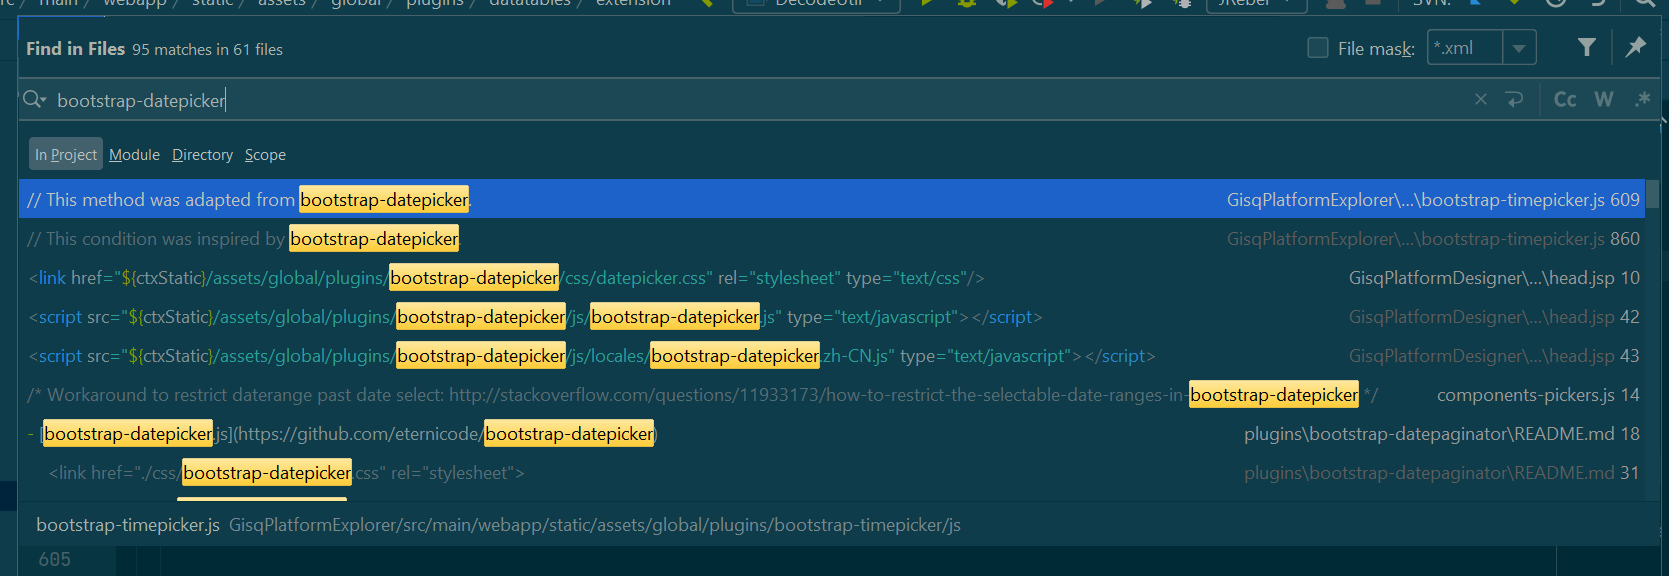 main / webapp / static / assets / global / plugins / datatables / extension DecodeUtil JRebel SVN:
Find in Files 95 matches in 61 files File mask: *.xml
bootstrap-datepicker Cc W .*
In Project Module Directory Scope
// This method was adapted from bootstrap-datepicker. GisqPlatformExplorer\...\bootstrap-timepicker.js 609
// This condition was inspired by bootstrap-datepicker. GisqPlatformExplorer\...\bootstrap-timepicker.js 860
<link href="${ctxStatic}/assets/global/plugins/bootstrap-datepicker/css/datepicker.css" rel="stylesheet" type="text/css"/> GisqPlatformDesigner\...\head.jsp 10
<script src="${ctxStatic}/assets/global/plugins/bootstrap-datepicker/js/bootstrap-datepicker.js" type="text/javascript"></script> GisqPlatformDesigner\...\head.jsp 42
<script src="${ctxStatic}/assets/global/plugins/bootstrap-datepicker/js/locales/bootstrap-datepicker.zh-CN.js" type="text/javascript"></script> GisqPlatformDesigner\...\head.jsp 43
/* Workaround to restrict daterange past date select: http://stackoverflow.com/questions/11933173/how-to-restrict-the-selectable-date-ranges-in-bootstrap-datepicker */ components-pickers.js 14
- [bootstrap-datepicker.js](https://github.com/eternicode/bootstrap-datepicker) plugins\bootstrap-datepaginator\README.md 18
<link href="./css/bootstrap-datepicker.css" rel="stylesheet"> plugins\bootstrap-datepaginator\README.md 31
bootstrap-timepicker.js GisqPlatformExplorer/src/main/webapp/static/assets/global/plugins/bootstrap-timepicker/js
605